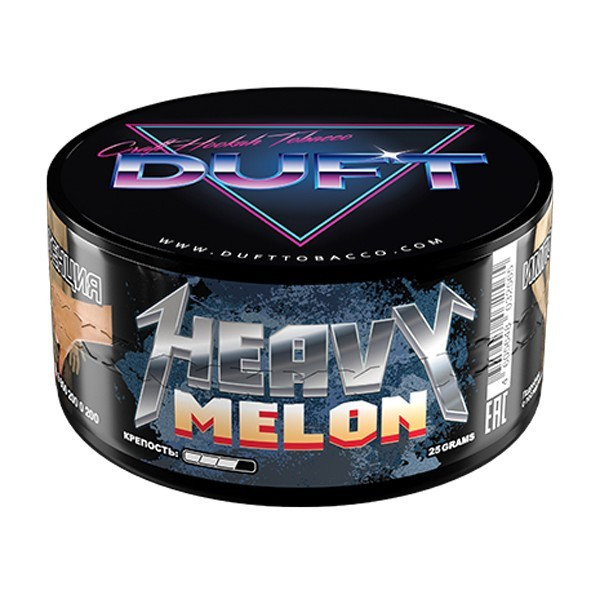 Craft Hookah Tobacco
DUFT
WWW.DUFTTOBACCO.COM
HEAVY
MELON
КРЕПОСТЬ:
25 GRAMS
EAC